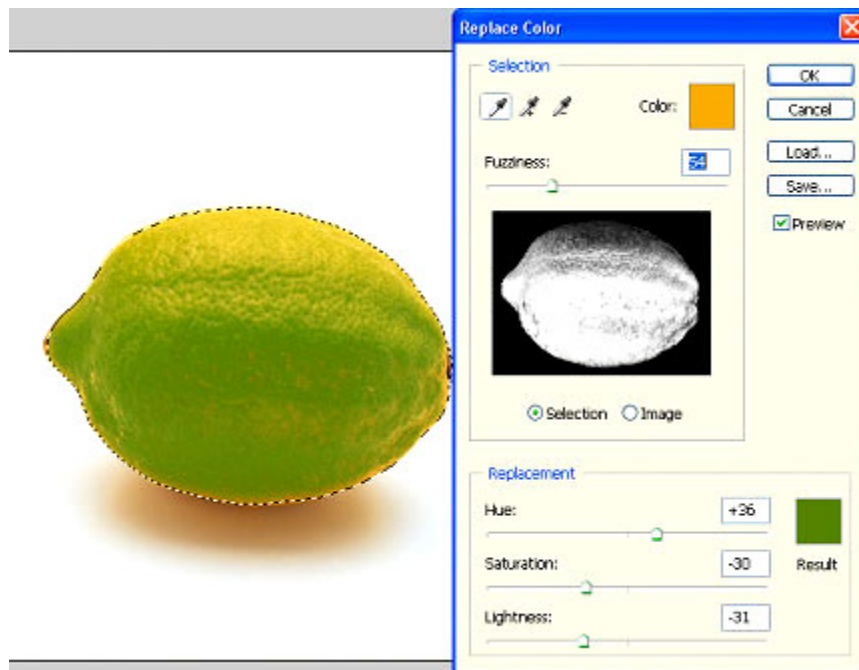 Replace Color
Selection
OK
Color:
Cancel
Fuzziness:
54
Load...
Save...
Preview
Selection
Image
Replacement
Hue:
+36
Saturation:
-30
Result
Lightness:
-31